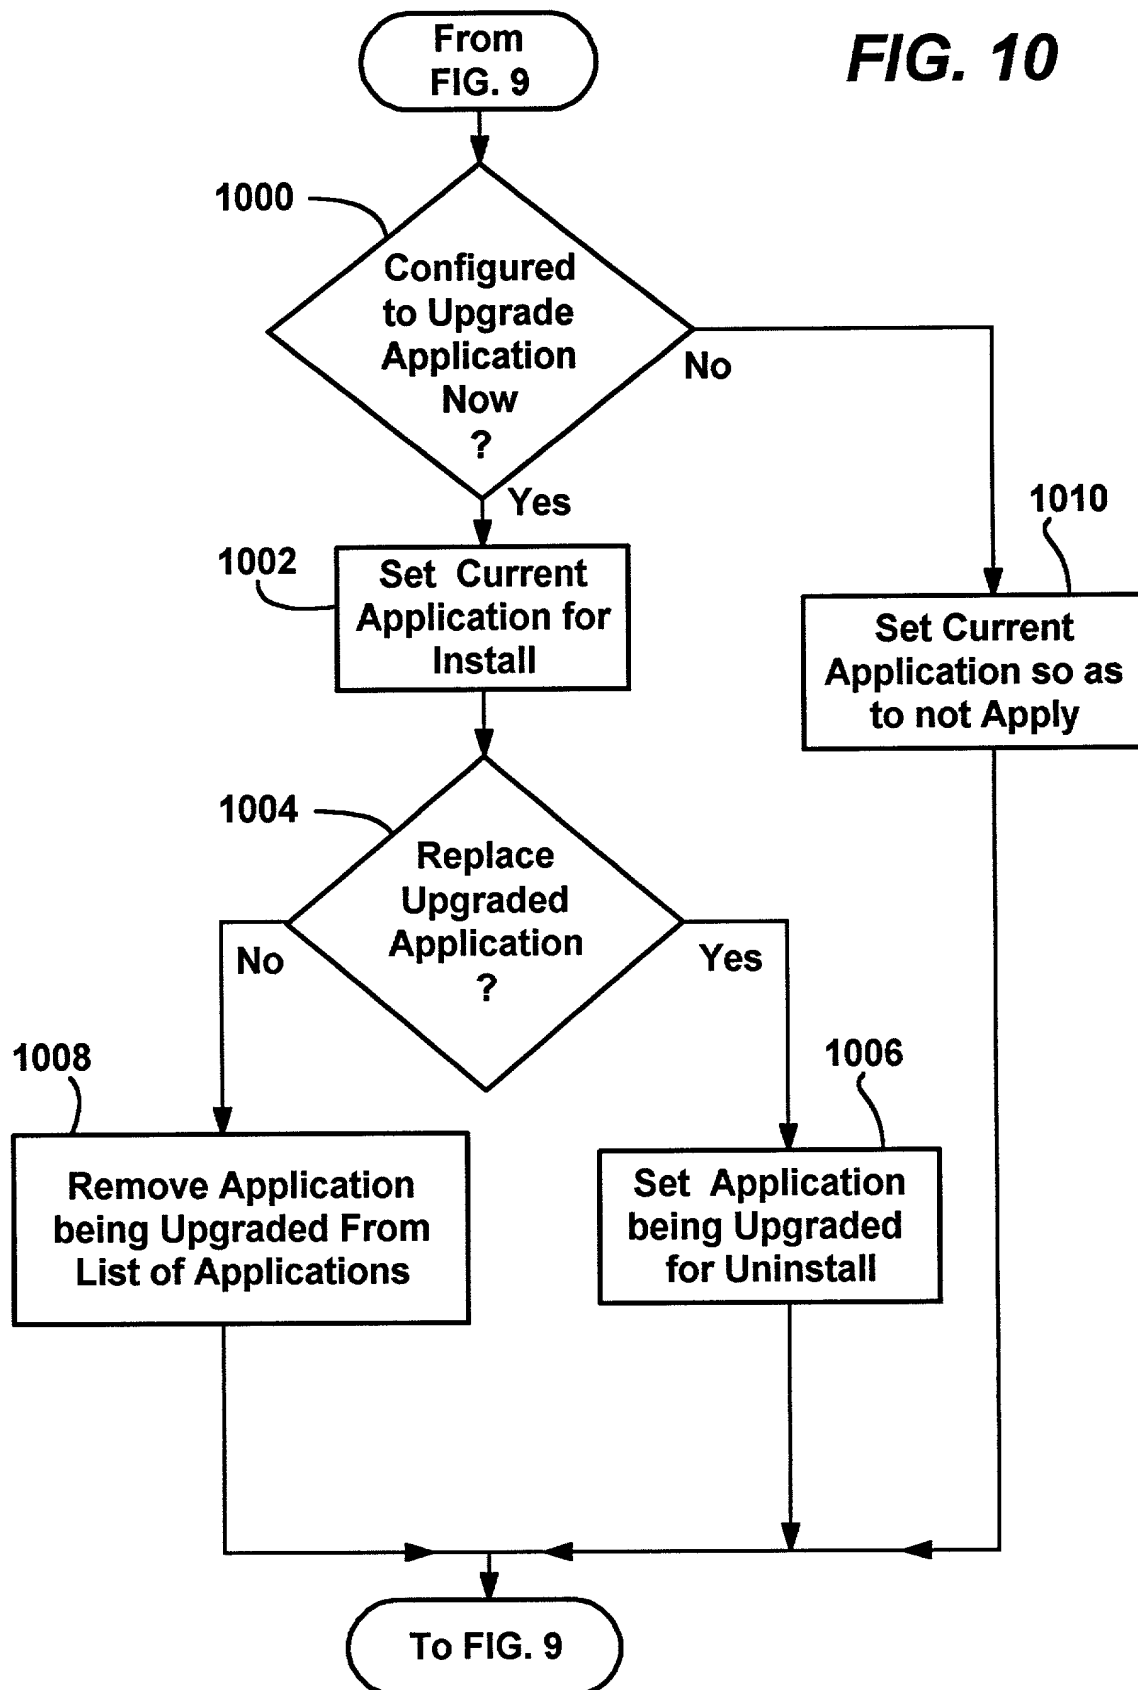 From
FIG. 9
FIG. 10
1000
Configured
to Upgrade
Application
Now
?
No
Yes
1002
Set Current
Application for
Install
1010
Set Current
Application so as
to not Apply
1004
Replace
Upgraded
Application
?
No
Yes
1008
Remove Application
being Upgraded From
List of Applications
1006
Set Application
being Upgraded
for Uninstall
To FIG. 9